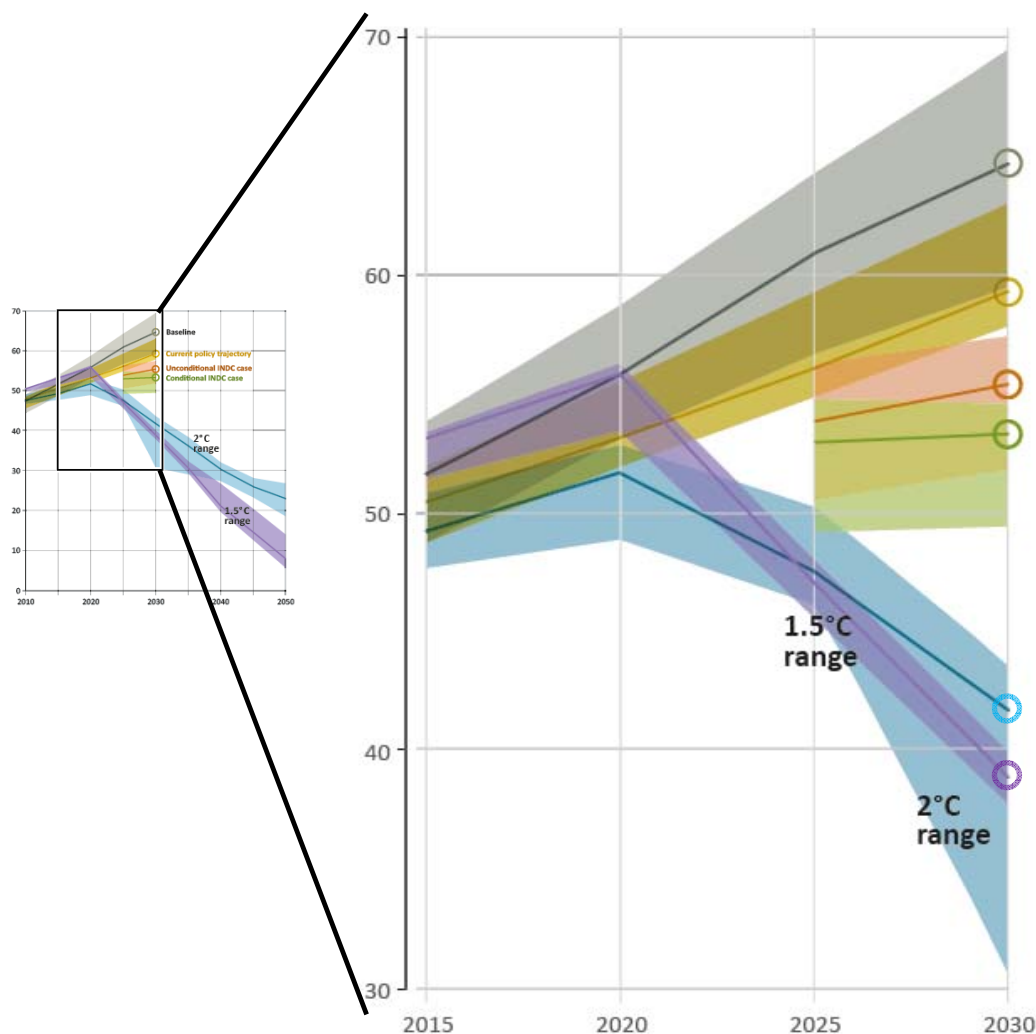 70
60
50
40
30
20
10
0
2010
2020
2030
2040
2050
Baseline
Current policy trajectory
Unconditional INDC case
Conditional INDC case
2°C
range
1.5°C
range
70
60
50
40
30
2015
2020
2025
2030
1.5°C
range
2°C
range